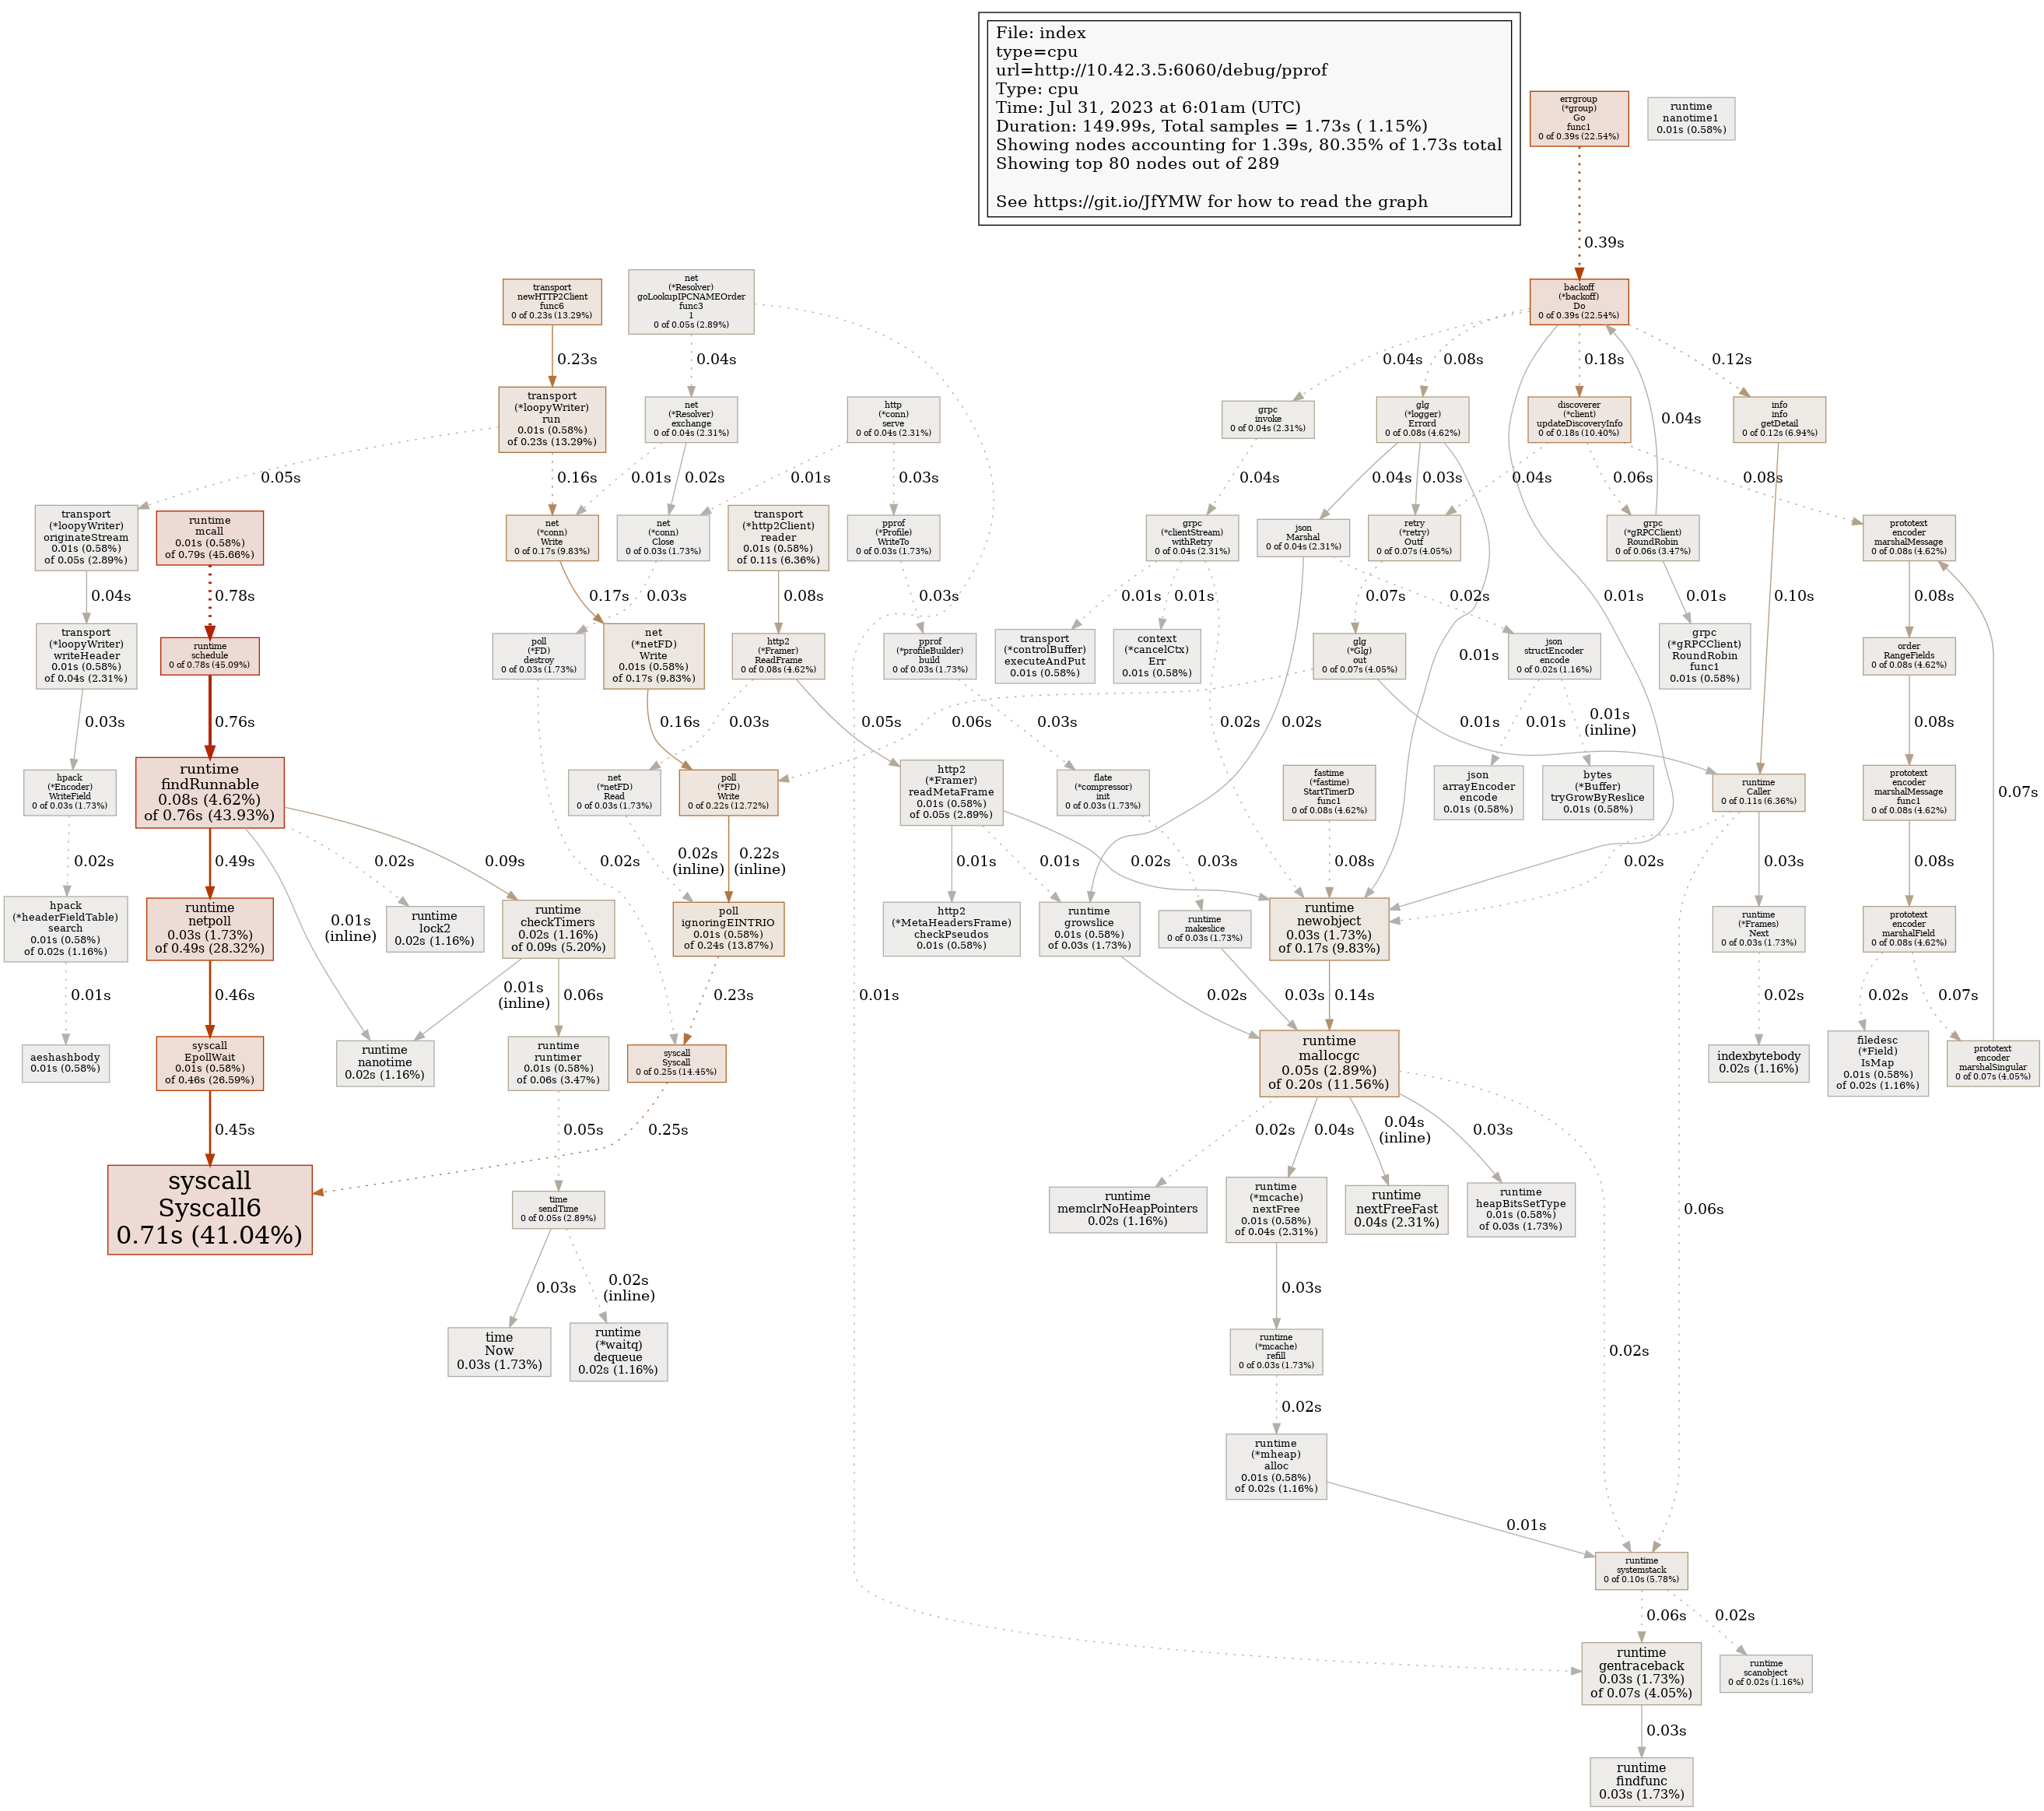 File: index
type=cpu
url=http://10.42.3.5:6060/debug/pprof
Type: cpu
Time: Jul 31, 2023 at 6:01am (UTC)
Duration: 149.99s, Total samples = 1.73s ( 1.15%)
Showing nodes accounting for 1.39s, 80.35% of 1.73s total
Showing top 80 nodes out of 289
See https://git.io/JfYMW for how to read the graph
errgroup
(*group)
Go
func1
0 of 0.39s (22.54%)
runtime
nanotime1
0.01s (0.58%)
0.39s
transport
newHTTP2Client
func6
0 of 0.23s (13.29%)
net
(*Resolver)
goLookupIPCNAMEOrder
func3
1
0 of 0.05s (2.89%)
backoff
(*backoff)
Do
0 of 0.39s (22.54%)
0.23s
0.04s
0.04s
0.08s
0.18s
0.12s
transport
(*loopyWriter)
run
0.01s (0.58%)
of 0.23s (13.29%)
net
(*Resolver)
exchange
0 of 0.04s (2.31%)
http
(*conn)
serve
0 of 0.04s (2.31%)
grpc
invoke
0 of 0.04s (2.31%)
glg
(*logger)
Errord
0 of 0.08s (4.62%)
discoverer
(*client)
updateDiscoveryInfo
0 of 0.18s (10.40%)
0.04s
info
info
getDetail
0 of 0.12s (6.94%)
0.05s
0.16s
0.01s
0.02s
0.01s
0.03s
0.04s
0.04s
0.03s
0.04s
0.06s
0.08s
transport
(*loopyWriter)
originateStream
0.01s (0.58%)
of 0.05s (2.89%)
runtime
mcall
0.01s (0.58%)
of 0.79s (45.66%)
net
(*conn)
Write
0 of 0.17s (9.83%)
net
(*conn)
Close
0 of 0.03s (1.73%)
transport
(*http2Client)
reader
0.01s (0.58%)
of 0.11s (6.36%)
pprof
(*Profile)
WriteTo
0 of 0.03s (1.73%)
grpc
(*clientStream)
withRetry
0 of 0.04s (2.31%)
json
Marshal
0 of 0.04s (2.31%)
retry
(*retry)
Outf
0 of 0.07s (4.05%)
grpc
(*gRPCClient)
RoundRobin
0 of 0.06s (3.47%)
prototext
encoder
marshalMessage
0 of 0.08s (4.62%)
0.04s
0.78s
0.17s
0.03s
0.08s
0.03s
0.01s
0.01s
0.02s
0.07s
0.01s
0.01s
0.10s
0.08s
transport
(*loopyWriter)
writeHeader
0.01s (0.58%)
of 0.04s (2.31%)
runtime
schedule
0 of 0.78s (45.09%)
poll
(*FD)
destroy
0 of 0.03s (1.73%)
net
(*netFD)
Write
0.01s (0.58%)
of 0.17s (9.83%)
http2
(*Framer)
ReadFrame
0 of 0.08s (4.62%)
pprof
(*profileBuilder)
build
0 of 0.03s (1.73%)
transport
(*controlBuffer)
executeAndPut
0.01s (0.58%)
context
(*cancelCtx)
Err
0.01s (0.58%)
glg
(*Glg)
out
0 of 0.07s (4.05%)
0.01s
json
structEncoder
encode
0 of 0.02s (1.16%)
grpc
(*gRPCClient)
RoundRobin
func1
0.01s (0.58%)
order
RangeFields
0 of 0.08s (4.62%)
0.03s
0.76s
0.16s
0.03s
0.06s
0.05s
0.03s
0.02s
0.02s
0.01s
0.01s
0.01s
(inline)
0.08s
hpack
(*Encoder)
WriteField
0 of 0.03s (1.73%)
runtime
findRunnable
0.08s (4.62%)
of 0.76s (43.93%)
net
(*netFD)
Read
0 of 0.03s (1.73%)
poll
(*FD)
Write
0 of 0.22s (12.72%)
http2
(*Framer)
readMetaFrame
0.01s (0.58%)
of 0.05s (2.89%)
flate
(*compressor)
init
0 of 0.03s (1.73%)
fastime
(*fastime)
StartTimerD
func1
0 of 0.08s (4.62%)
json
arrayEncoder
encode
0.01s (0.58%)
bytes
(*Buffer)
tryGrowByReslice
0.01s (0.58%)
runtime
Caller
0 of 0.11s (6.36%)
prototext
encoder
marshalMessage
func1
0 of 0.08s (4.62%)
0.07s
0.02s
0.49s
0.01s
(inline)
0.02s
0.09s
0.02s
0.02s
(inline)
0.22s
(inline)
0.01s
0.01s
0.02s
0.03s
0.08s
0.02s
0.03s
0.08s
hpack
(*headerFieldTable)
search
0.01s (0.58%)
of 0.02s (1.16%)
runtime
netpoll
0.03s (1.73%)
of 0.49s (28.32%)
runtime
lock2
0.02s (1.16%)
runtime
checkTimers
0.02s (1.16%)
of 0.09s (5.20%)
poll
ignoringEINTRIO
0.01s (0.58%)
of 0.24s (13.87%)
http2
(*MetaHeadersFrame)
checkPseudos
0.01s (0.58%)
runtime
growslice
0.01s (0.58%)
of 0.03s (1.73%)
runtime
makeslice
0 of 0.03s (1.73%)
runtime
newobject
0.03s (1.73%)
of 0.17s (9.83%)
runtime
(*Frames)
Next
0 of 0.03s (1.73%)
prototext
encoder
marshalField
0 of 0.08s (4.62%)
0.01s
0.46s
0.01s
(inline)
0.06s
0.23s
0.01s
0.02s
0.03s
0.14s
0.02s
0.02s
0.07s
aeshashbody
0.01s (0.58%)
syscall
EpollWait
0.01s (0.58%)
of 0.46s (26.59%)
runtime
nanotime
0.02s (1.16%)
runtime
runtimer
0.01s (0.58%)
of 0.06s (3.47%)
syscall
Syscall
0 of 0.25s (14.45%)
runtime
mallocgc
0.05s (2.89%)
of 0.20s (11.56%)
indexbytebody
0.02s (1.16%)
filedesc
(*Field)
IsMap
0.01s (0.58%)
of 0.02s (1.16%)
prototext
encoder
marshalSingular
0 of 0.07s (4.05%)
0.45s
0.05s
0.25s
0.02s
0.04s
0.04s
(inline)
0.03s
syscall
Syscall6
0.71s (41.04%)
time
sendTime
0 of 0.05s (2.89%)
runtime
memclrNoHeapPointers
0.02s (1.16%)
runtime
(*mcache)
nextFree
0.01s (0.58%)
of 0.04s (2.31%)
runtime
nextFreeFast
0.04s (2.31%)
runtime
heapBitsSetType
0.01s (0.58%)
of 0.03s (1.73%)
0.06s
0.03s
0.02s
(inline)
0.03s
time
Now
0.03s (1.73%)
runtime
(*waitq)
dequeue
0.02s (1.16%)
runtime
(*mcache)
refill
0 of 0.03s (1.73%)
0.02s
0.02s
runtime
(*mheap)
alloc
0.01s (0.58%)
of 0.02s (1.16%)
0.01s
runtime
systemstack
0 of 0.10s (5.78%)
0.06s
0.02s
runtime
gentraceback
0.03s (1.73%)
of 0.07s (4.05%)
runtime
scanobject
0 of 0.02s (1.16%)
0.03s
runtime
findfunc
0.03s (1.73%)